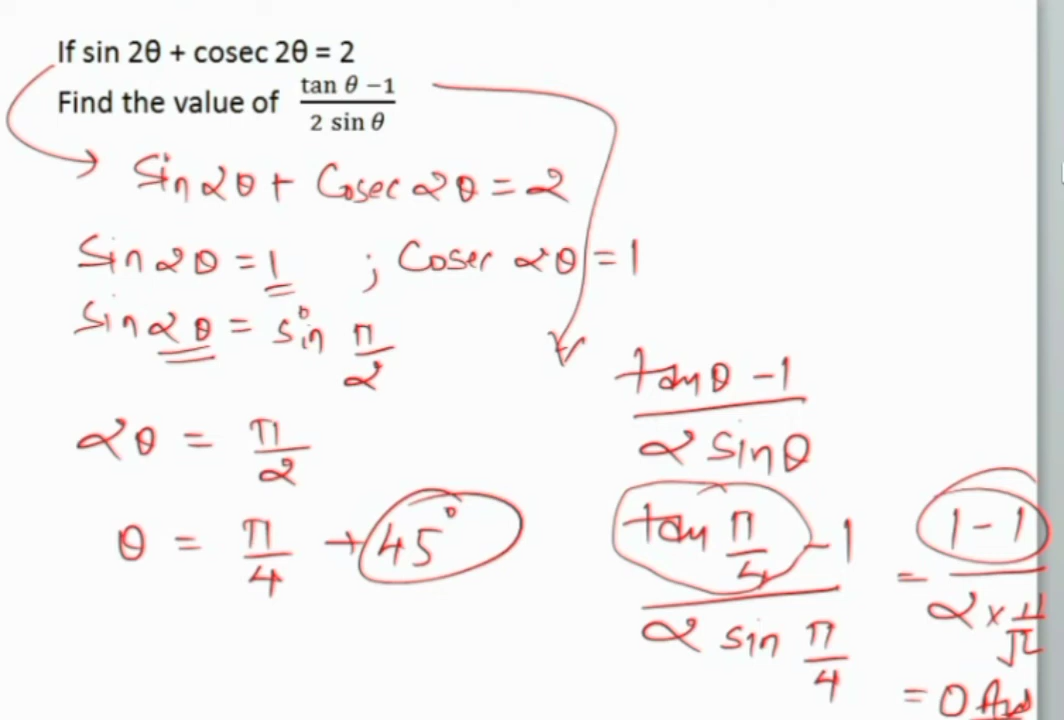 If sin 2θ + cosec 2θ = 2
Find the value of (tan θ −1)/(2 sin θ)
Sin 2θ + Cosec 2θ = 2
Sin 2θ = 1 ; Cosec 2θ = 1
Sin 2θ = sin π/2
2θ = π/2
θ = π/4 → 45°
(tan θ −1)/(2 sin θ)
(tan π/4 − 1)/(2 sin π/4) = (1 − 1)/(2 × 1/√2)
= 0 Ans